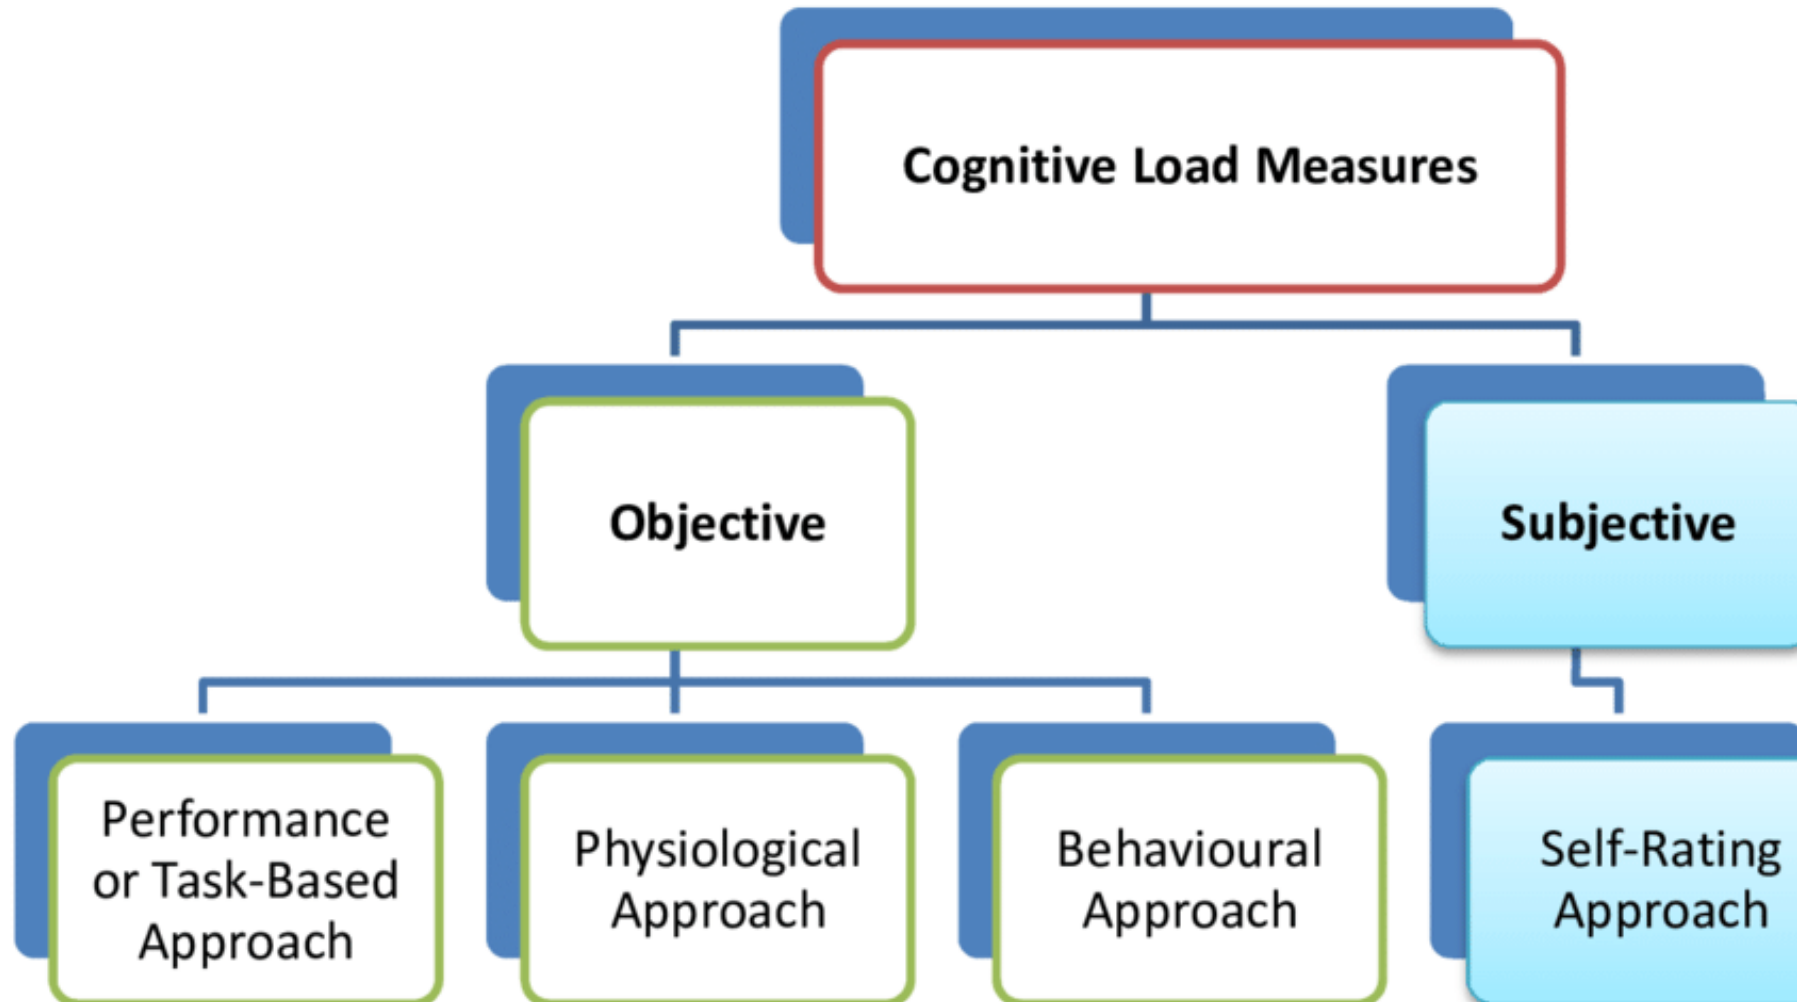 Cognitive Load Measures
Objective
Subjective
Performance
or Task-Based
Approach
Physiological
Approach
Behavioural
Approach
Self-Rating
Approach